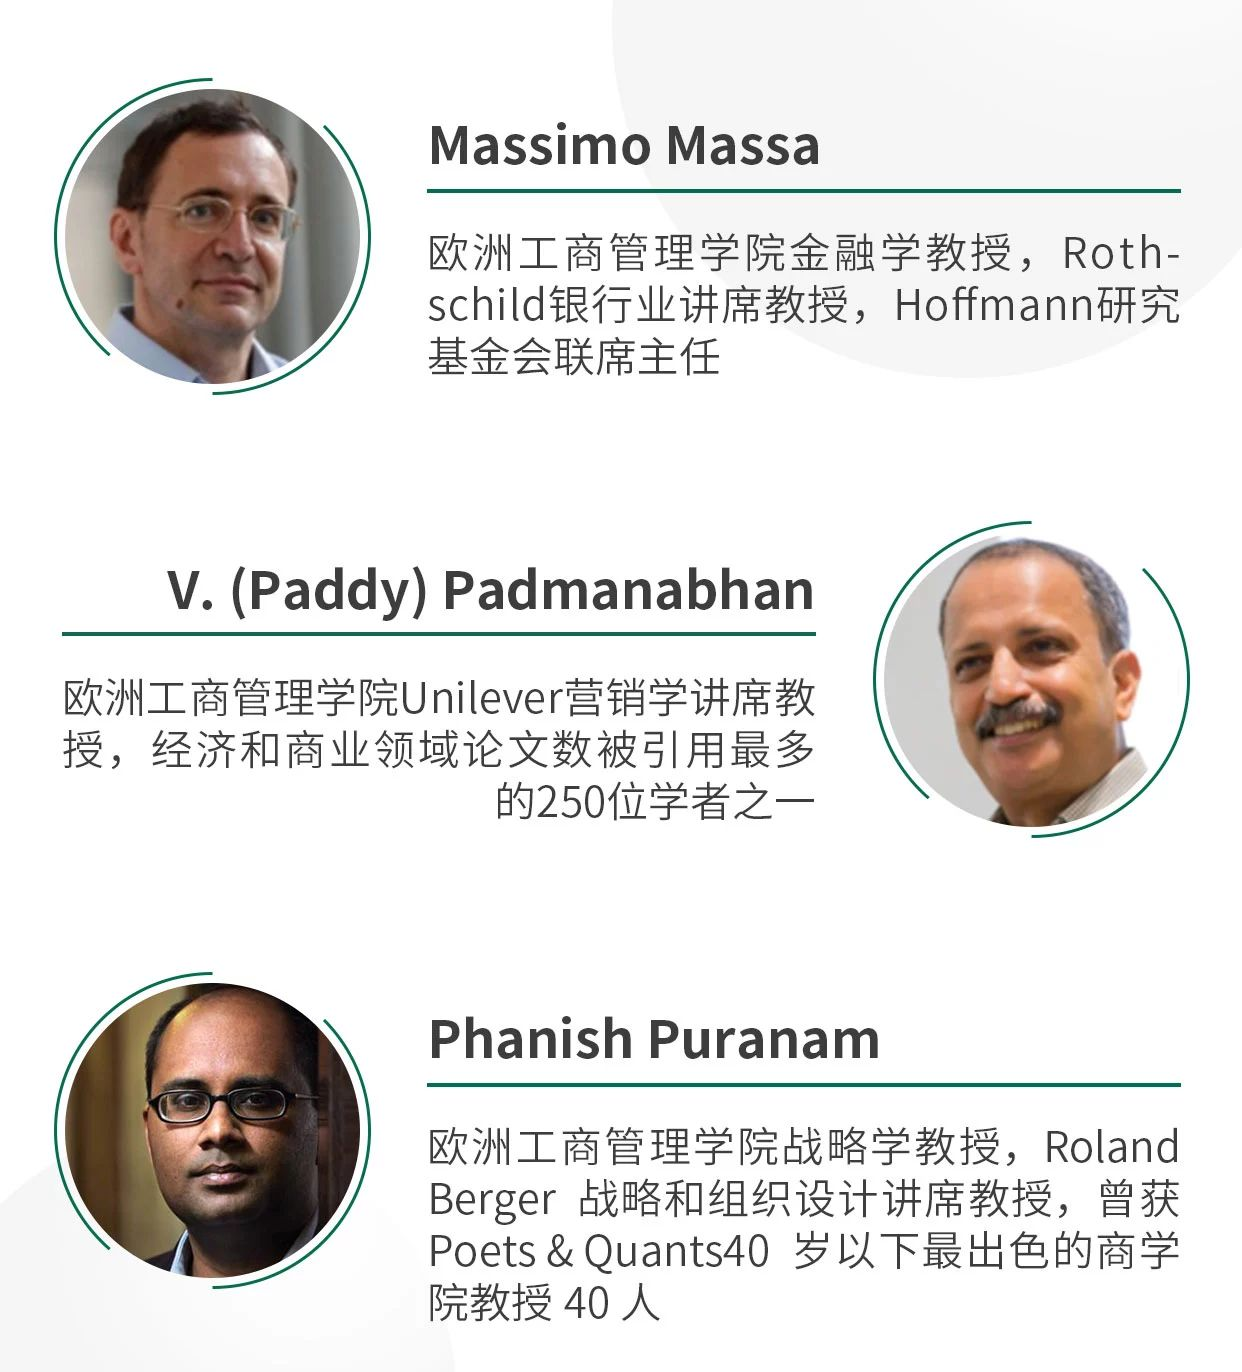 Massimo Massa
欧洲工商管理学院金融学教授，Roth-
schild银行业讲席教授，Hoffmann研究
基金会联席主任
V. (Paddy) Padmanabhan
欧洲工商管理学院Unilever营销学讲席教
授，经济和商业领域论文数被引用最多
的250位学者之一
Phanish Puranam
欧洲工商管理学院战略学教授，Roland
Berger 战略和组织设计讲席教授，曾获
Poets & Quants40 岁以下最出色的商学
院教授 40 人